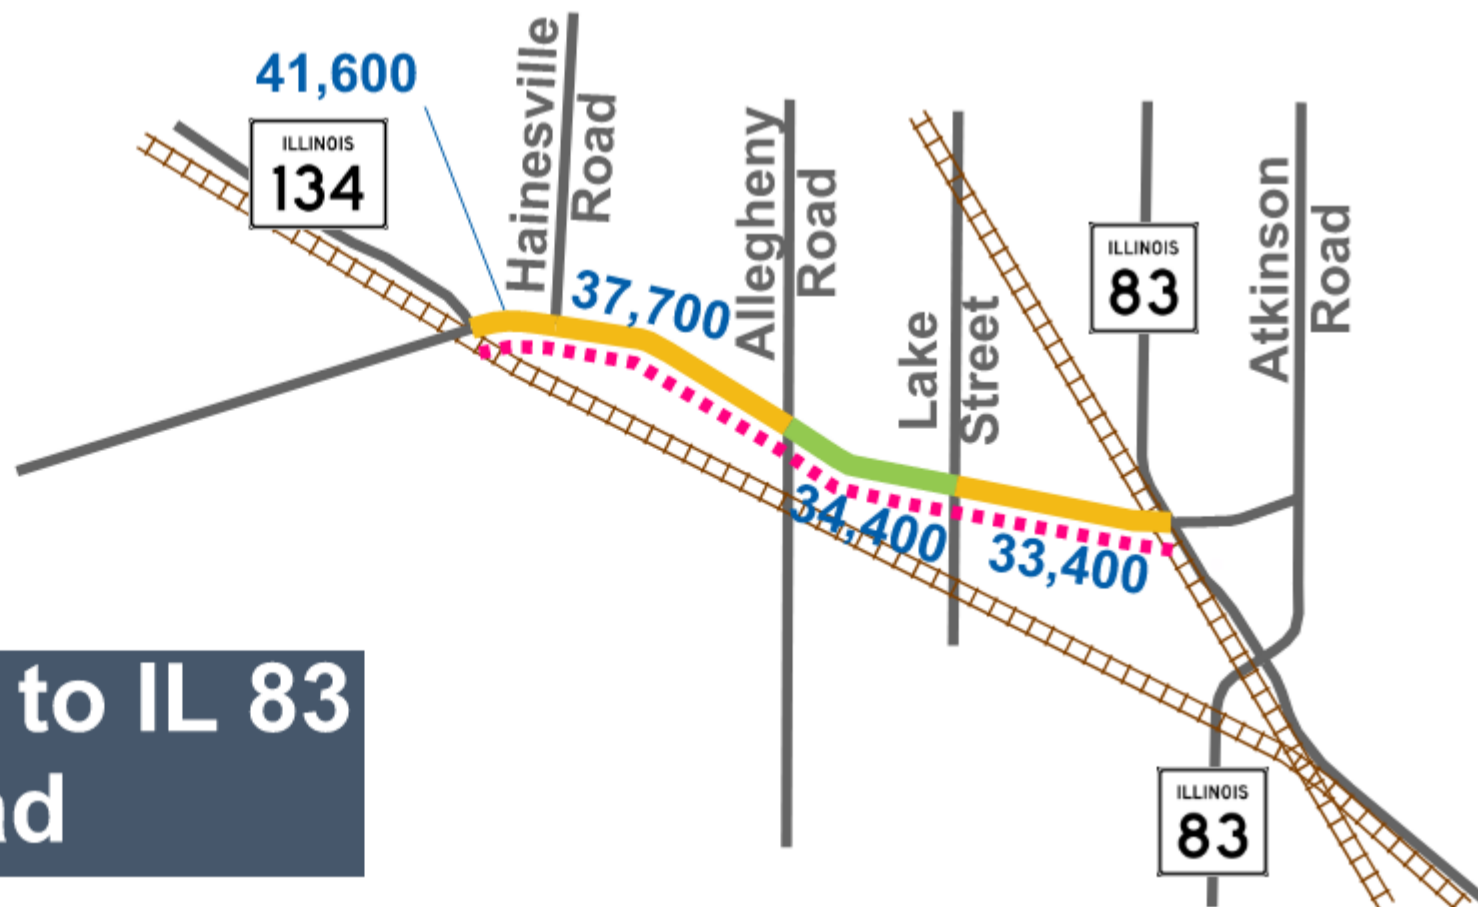 41,600
ILLINOIS
134
Hainesville
Road
37,700
Allegheny
Road
Lake
Street
ILLINOIS
83
Atkinson
Road
34,400
33,400
to IL 83
ILLINOIS
83